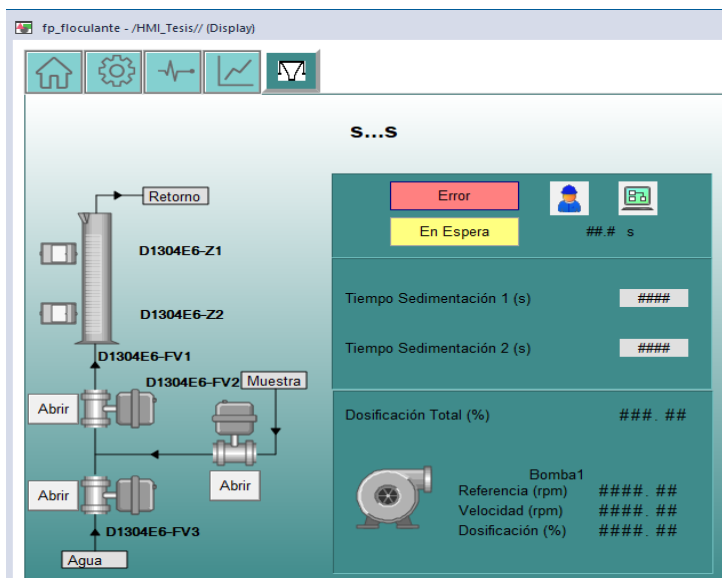 fp_floculante - /HMI_Tesis// (Display)
s...s
Retorno
D1304E6-Z1
D1304E6-Z2
D1304E6-FV1
D1304E6-FV2
Muestra
Abrir
Abrir
Abrir
D1304E6-FV3
Agua
Error
En Espera
##.# s
Tiempo Sedimentación 1 (s) ####
Tiempo Sedimentación 2 (s) ####
Dosificación Total (%) ###.##
Bomba1
Referencia (rpm) ####.##
Velocidad (rpm) ####.##
Dosificación (%) ####.##